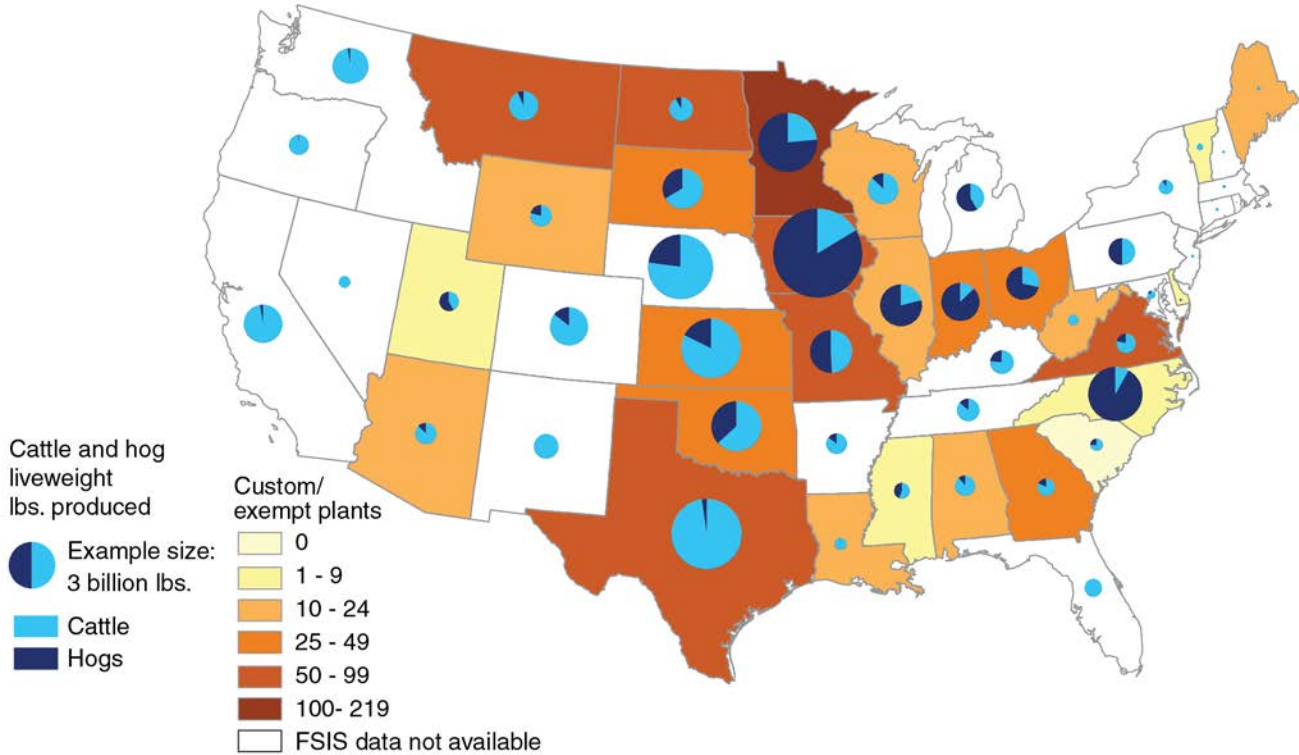 Cattle and hog
liveweight
lbs. produced
Example size:
3 billion lbs.
Cattle
Hogs
Custom/
exempt plants
0
1 - 9
10 - 24
25 - 49
50 - 99
100- 219
FSIS data not available